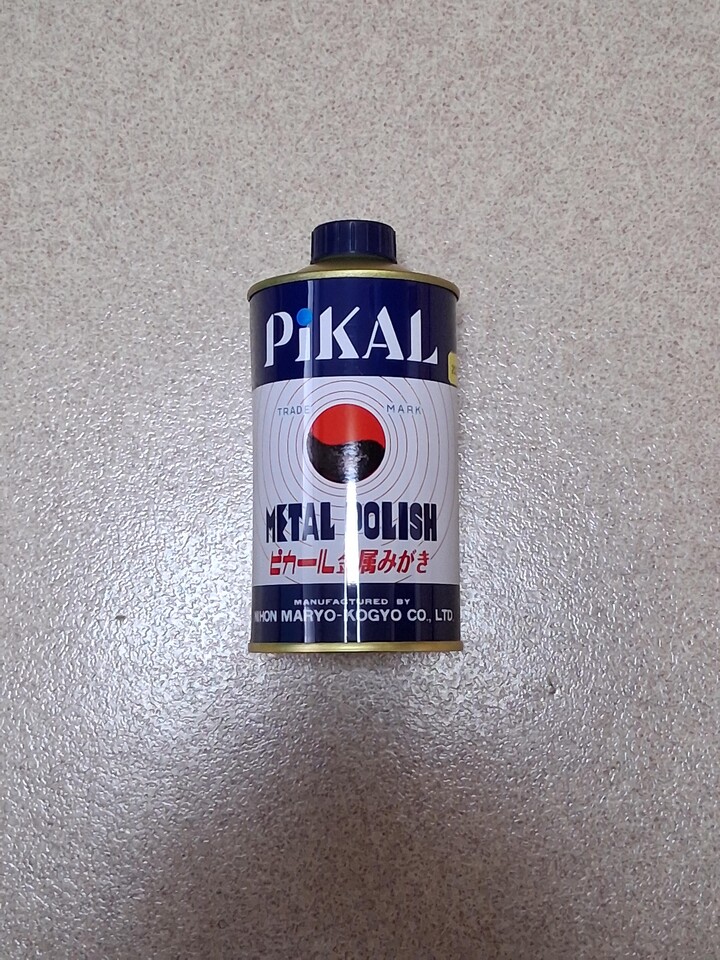 PiKAL
TRADE MARK
METAL POLISH
ピカール金属みがき
MANUFACTURED BY
NIHON MARYO-KOGYO CO., LTD.